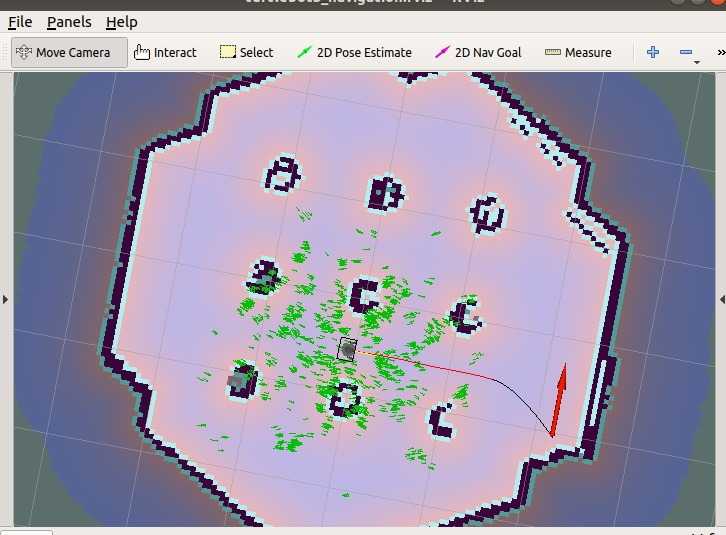 File Panels Help
Move Camera Interact Select 2D Pose Estimate 2D Nav Goal Measure »